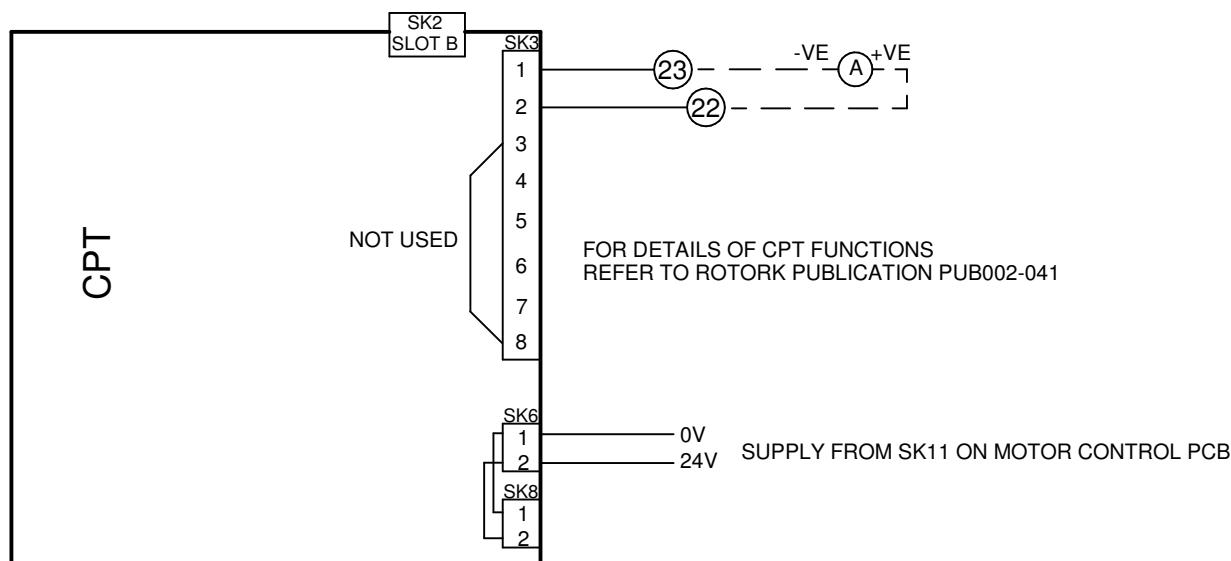 SK2
SLOT B
SK3
1
23
-VE
A
+VE
2
22
3
4
5
6
7
8
NOT USED
CPT
FOR DETAILS OF CPT FUNCTIONS
REFER TO ROTORK PUBLICATION PUB002-041
SK6
1
0V
2
24V
SUPPLY FROM SK11 ON MOTOR CONTROL PCB
SK8
1
2